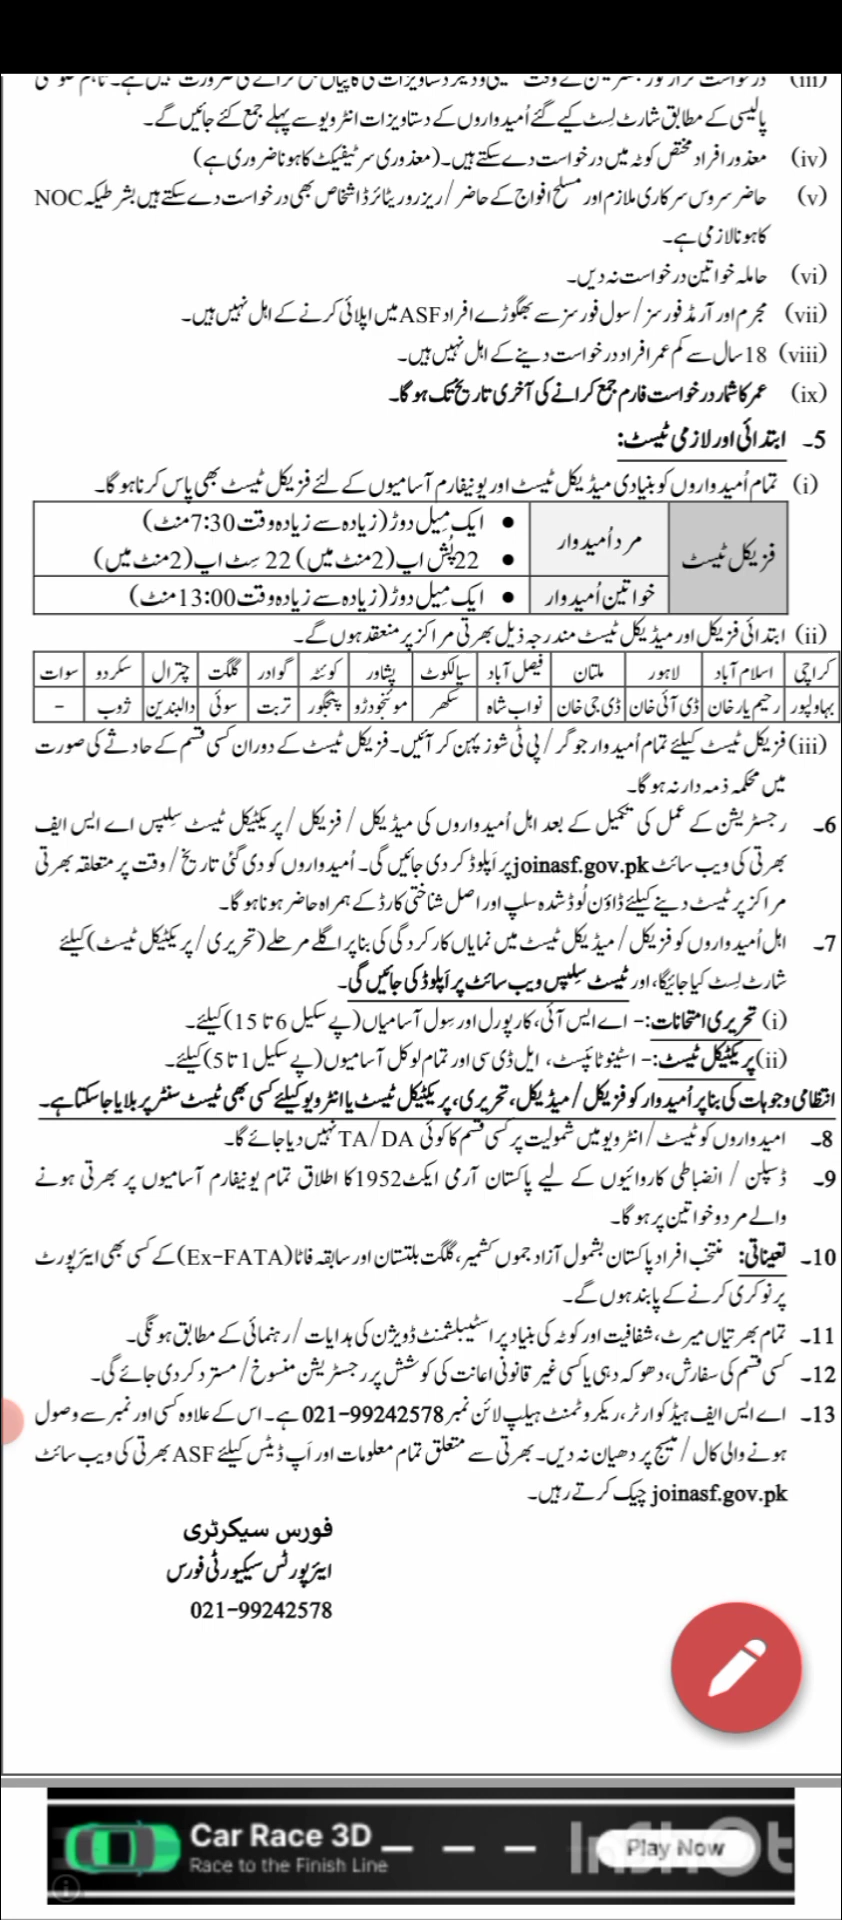 (iii)
پالیسی کے مطابق شارٹ لسٹ کیے گئے اُمیدواروں کے دستاویزات انٹرویو سے پہلے جمع کئے جائیں گے۔
(iv) معذور افراد مختص کوٹہ میں درخواست دے سکتے ہیں۔ (معذوری سرٹیفیکٹ کا ہونا ضروری ہے)
(v) حاضر سروس سرکاری ملازم اور مسلح افواج کے حاضر / ریزرو ریٹائرڈ اشخاص بھی درخواست دے سکتے ہیں بشرطیکہ NOC
کا ہونا لازمی ہے۔
(vi) حاملہ خواتین درخواست نہ دیں۔
(vii) مجرم اور آرمڈ فورسز / سول فورسز سے بھگوڑے افراد ASF میں اپلائی کرنے کے اہل نہیں ہیں۔
(viii) 18 سال سے کم عمر افراد درخواست دینے کے اہل نہیں ہیں۔
(ix) عمر کا شمار درخواست فارم جمع کرانے کی آخری تاریخ تک ہو گا۔
5۔ ابتدائی اور لازمی ٹیسٹ:
(i) تمام اُمیدواروں کو بنیادی میڈیکل ٹیسٹ اور یونیفارم آسامیوں کے لئے فزیکل ٹیسٹ بھی پاس کرنا ہو گا۔
فزیکل ٹیسٹ
مرد اُمیدوار
• ایک میل دوڑ (زیادہ سے زیادہ وقت 7:30 منٹ)
• 22 پُش اپ (2 منٹ میں) 22 سِٹ اپ (2 منٹ میں)
خواتین اُمیدوار
• ایک میل دوڑ (زیادہ سے زیادہ وقت 13:00 منٹ)
(ii) ابتدائی فزیکل اور میڈیکل ٹیسٹ مندرجہ ذیل بھرتی مراکز پر منعقد ہوں گے۔
کراچی اسلام آباد لاہور ملتان فیصل آباد سیالکوٹ پشاور کوئٹہ گوادر گلگت چترال سکردو سوات
بہاولپور رحیم یار خان ڈی آئی خان ڈی جی خان نواب شاہ سکھر موئنجودڑو پنجگور تربت سوئی دالبندین ژوب -
(iii) فزیکل ٹیسٹ کیلئے تمام اُمیدوار جوگر / پی ٹی شوز پہن کر آئیں۔ فزیکل ٹیسٹ کے دوران کسی قسم کے حادثے کی صورت
میں محکمہ ذمہ دار نہ ہو گا۔
6۔ رجسٹریشن کے عمل کی تکمیل کے بعد اہل اُمیدواروں کی میڈیکل / فزیکل / پریکٹیکل ٹیسٹ سلپس اے ایس ایف
بھرتی کی ویب سائٹ joinasf.gov.pk پر اَپلوڈ کر دی جائیں گی۔ اُمیدواروں کو دی گئی تاریخ / وقت پر متعلقہ بھرتی
مراکز پر ٹیسٹ دینے کیلئے ڈاؤن لُوڈ شدہ سلپ اور اصل شناختی کارڈ کے ہمراہ حاضر ہونا ہو گا۔
7۔ اہل اُمیدواروں کو فزیکل / میڈیکل ٹیسٹ میں نمایاں کارکردگی کی بنا پر اگلے مرحلے (تحریری / پریکٹیکل ٹیسٹ) کیلئے
شارٹ لِسٹ کیا جائیگا، اور ٹیسٹ سلپس ویب سائٹ پر اَپلوڈ کی جائیں گی۔
(i) تحریری امتحانات:- اے ایس آئی، کارپورل اور سول آسامیاں (پے سکیل 6 تا 15) کیلئے۔
(ii) پریکٹیکل ٹیسٹ:- اسٹینو ٹائپسٹ، ایل ڈی سی اور تمام لوکل آسامیوں (پے سکیل 1 تا 5) کیلئے۔
انتظامی وجوہات کی بنا پر اُمیدوار کو فزیکل / میڈیکل، تحریری، پریکٹیکل ٹیسٹ یا انٹرویو کیلئے کسی بھی ٹیسٹ سنٹر پر بلایا جا سکتا ہے۔
8۔ امیدواروں کو ٹیسٹ / انٹرویو میں شمولیت پر کسی قسم کا کوئی TA/DA نہیں دیا جائے گا۔
9۔ ڈسپلن / انضباطی کاروائیوں کے لیے پاکستان آرمی ایکٹ 1952 کا اطلاق تمام یونیفارم آسامیوں پر بھرتی ہونے
والے مرد و خواتین پر ہو گا۔
10۔ تعیناتی: منتخب افراد پاکستان بشمول آزاد جموں کشمیر، گلگت بلتستان اور سابقہ فاٹا (Ex-FATA) کے کسی بھی ایئرپورٹ
پر نوکری کرنے کے پابند ہوں گے۔
11۔ تمام بھرتیاں میرٹ، شفافیت اور کوٹہ کی بنیاد پر اسٹیبلشمنٹ ڈویژن کی ہدایات / رہنمائی کے مطابق ہونگی۔
12۔ کسی قسم کی سفارش، دھوکہ دہی یا کسی غیر قانونی اعانت کی کوشش پر رجسٹریشن منسوخ / مسترد کر دی جائے گی۔
13۔ اے ایس ایف ہیڈ کوارٹر، ریکروٹمنٹ ہیلپ لائن نمبر 021-99242578 ہے۔ اس کے علاوہ کسی اور نمبر سے وصول
ہونے والی کال / میسج پر دھیان نہ دیں۔ بھرتی سے متعلق تمام معلومات اور اَپ ڈیٹس کیلئے ASF بھرتی کی ویب سائٹ
joinasf.gov.pk چیک کرتے رہیں۔
فورس سیکرٹری
ایئرپورٹس سیکیورٹی فورس
021-99242578
Car Race 3D
Race to the Finish Line
Play Now